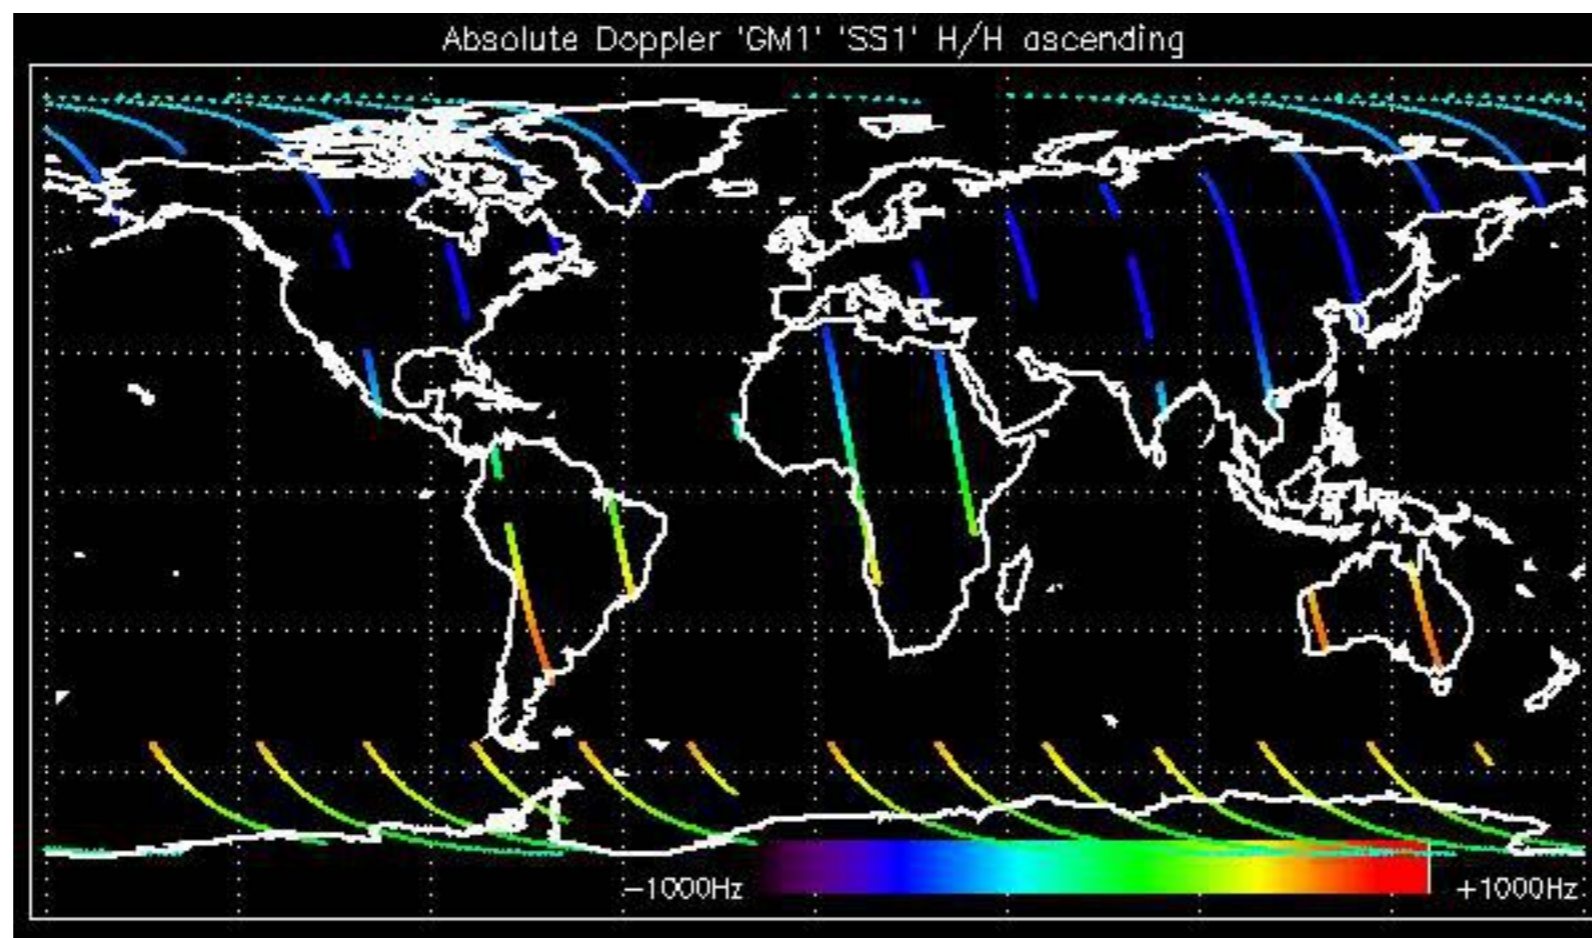 Absolute Doppler 'GM1' 'SS1' H/H ascending
-1000Hz +1000Hz